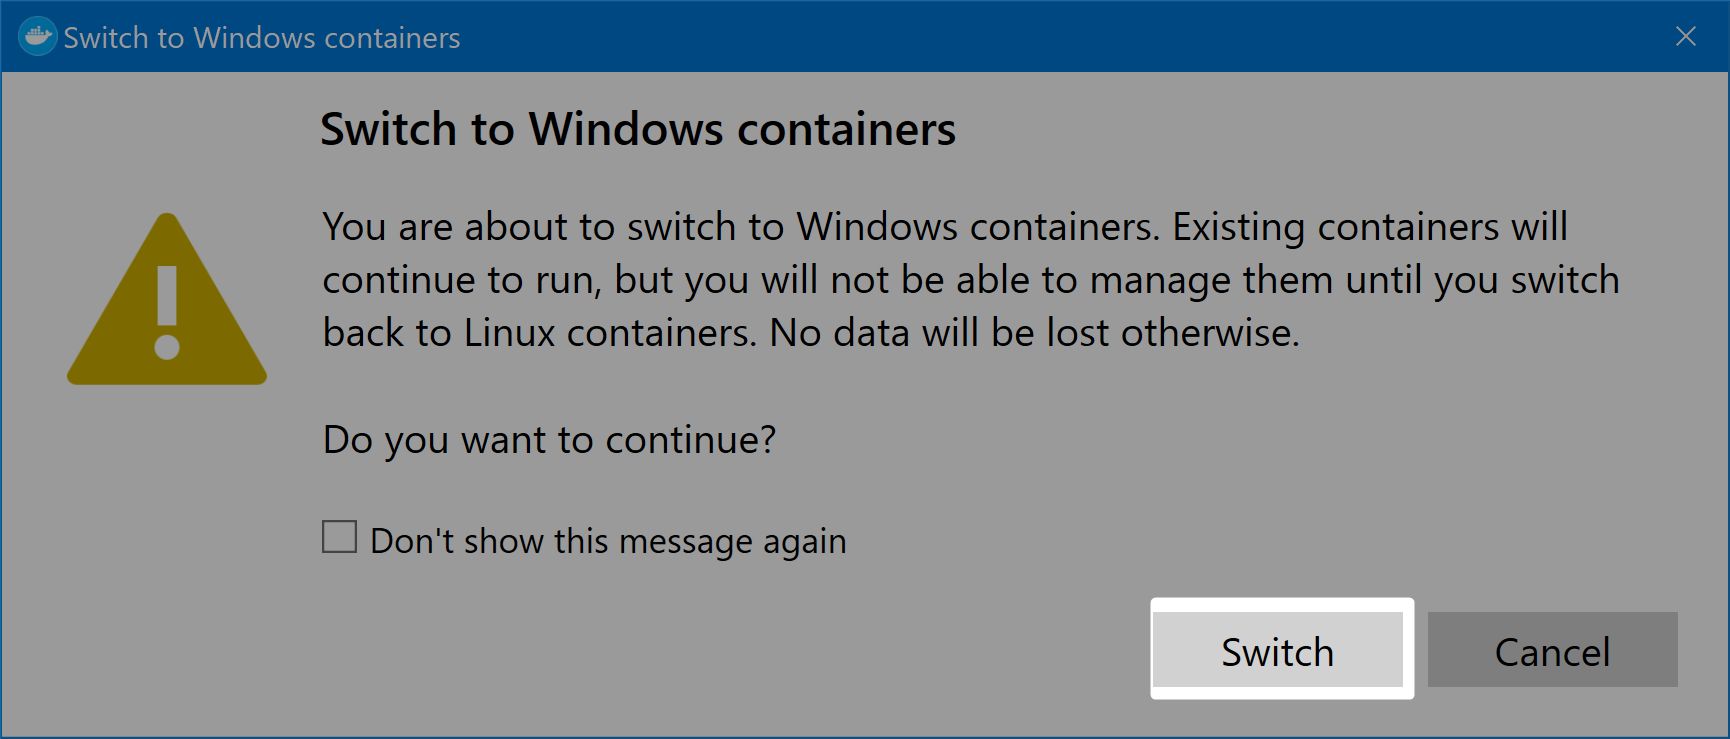 Switch to Windows containers
Switch to Windows containers
You are about to switch to Windows containers. Existing containers will
continue to run, but you will not be able to manage them until you switch
back to Linux containers. No data will be lost otherwise.
Do you want to continue?
Don't show this message again
Switch
Cancel